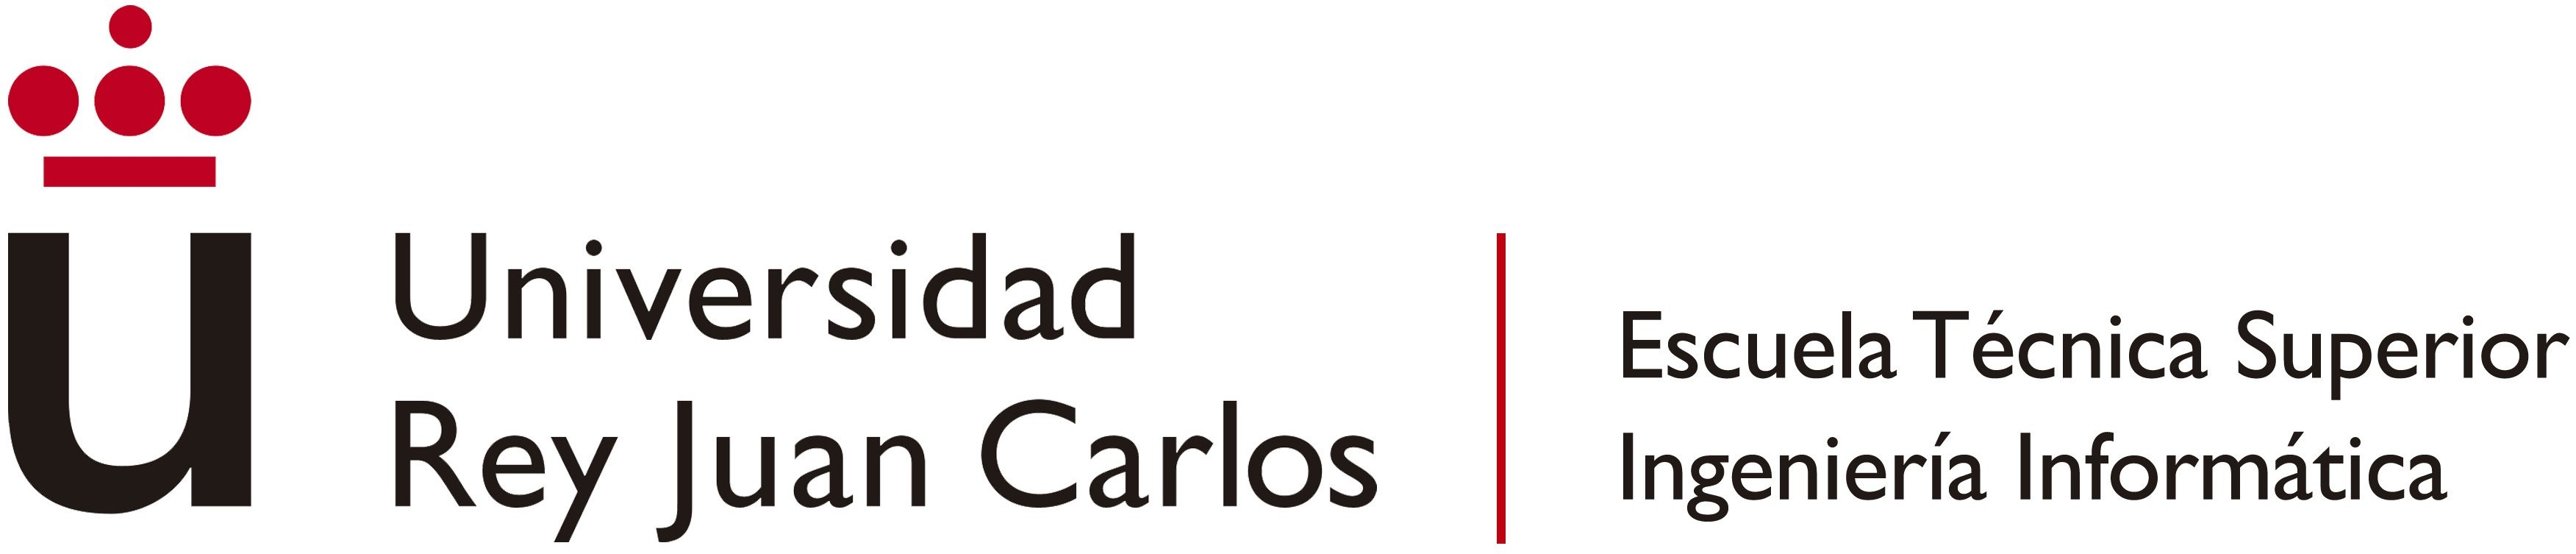 Universidad
Rey Juan Carlos
Escuela Técnica Superior
Ingeniería Informática